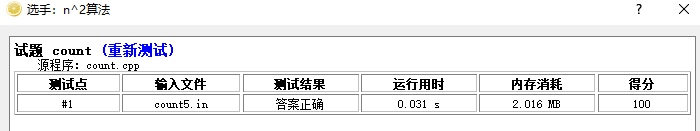 选手：n^2算法
试题 count (重新测试)
源程序：count.cpp
测试点 输入文件 测试结果 运行用时 内存消耗 得分
#1 count5.in 答案正确 0.031 s 2.016 MB 100